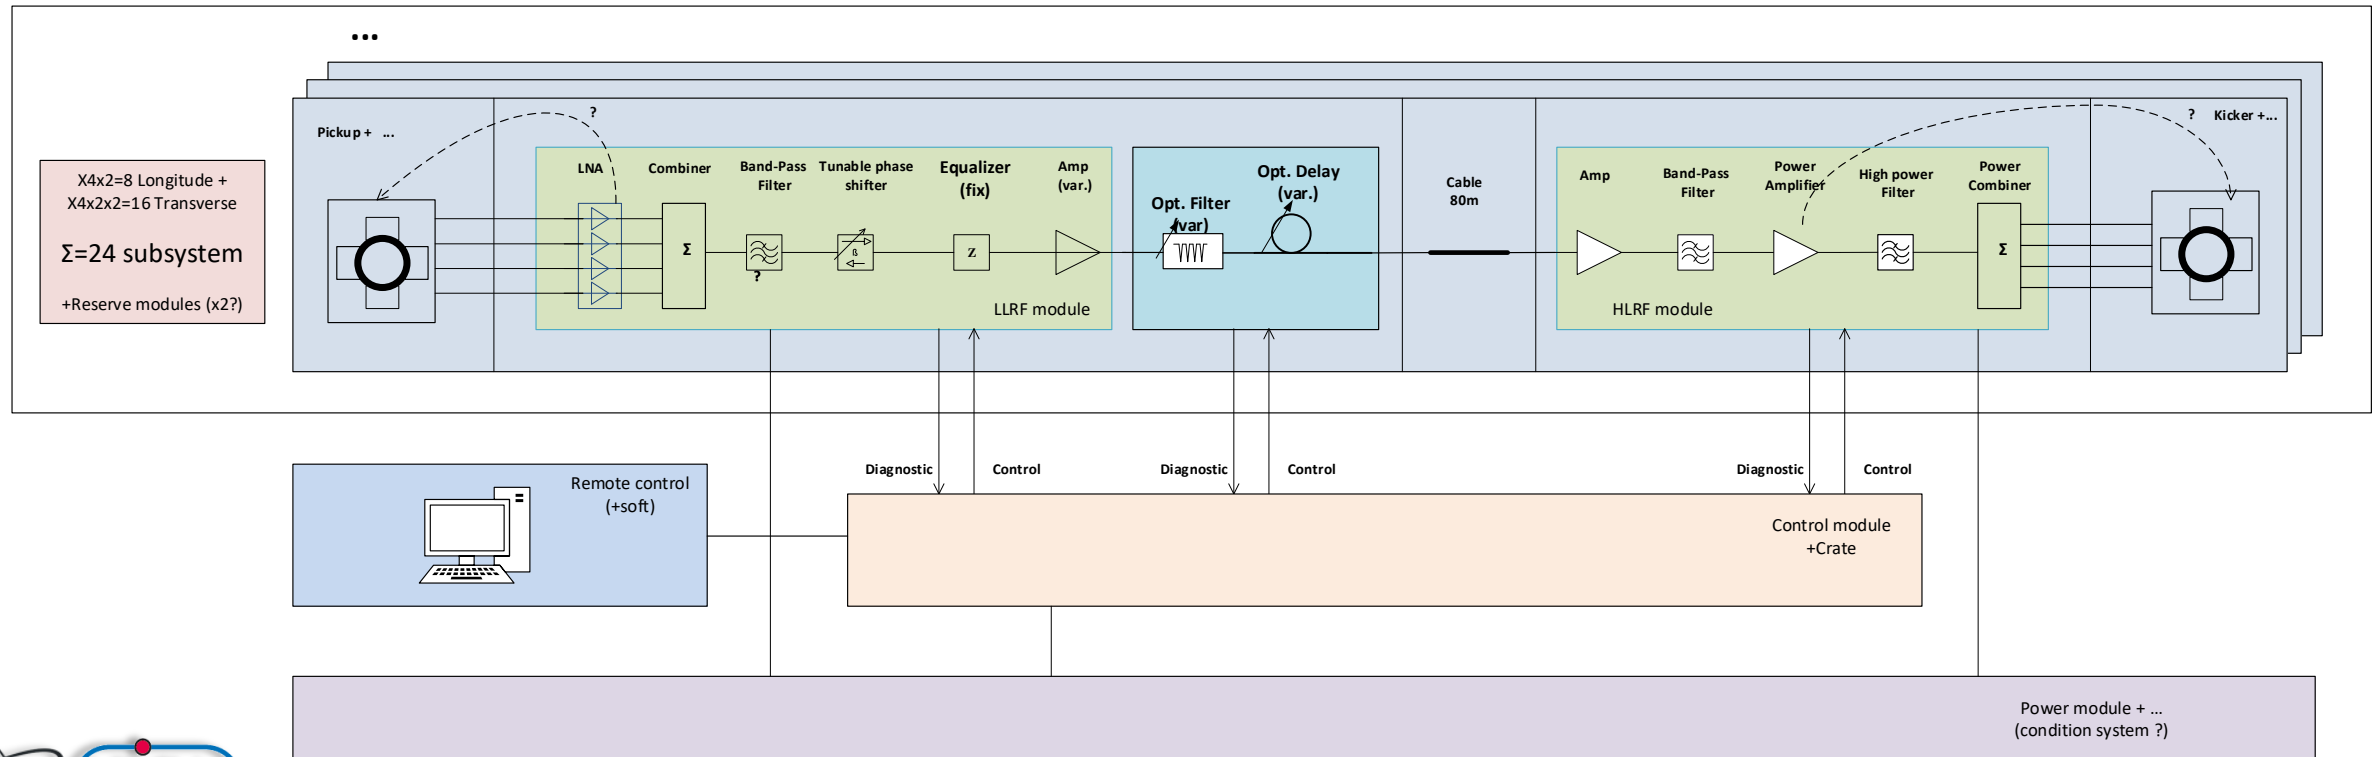 ...
Pickup + ...
?
? Kicker +...
X4x2=8 Longitude +
X4x2x2=16 Transverse
Σ=24 subsystem
+Reserve modules (x2?)
LNA
Combiner
Band-Pass
Filter
Tunable phase
shifter
Equalizer
(fix)
Amp
(var.)
Σ
?
ß
Z
LLRF module
Opt. Filter
(var)
Opt. Delay
(var.)
Cable
80m
Amp
Band-Pass
Filter
Power
Amplifier
High power
Filter
Power
Combiner
Σ
HLRF module
Diagnostic
Control
Diagnostic
Control
Diagnostic
Control
Remote control
(+soft)
Control module
+Crate
Power module + ...
(condition system ?)